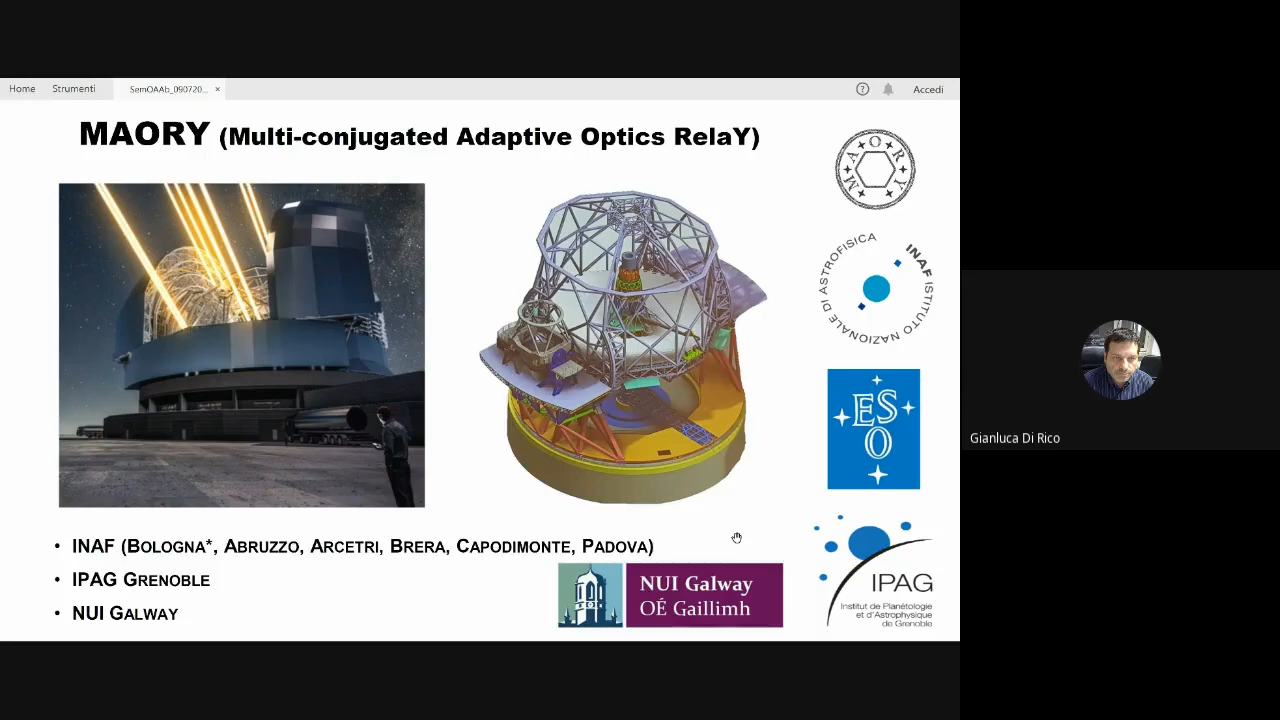 Home Strumenti SemOAAb_090720... × ? Accedi
MAORY (Multi-conjugated Adaptive Optics RelaY)
MAORY
INAF ISTITUTO NAZIONALE DI ASTROFISICA
ESO
• INAF (Bologna*, Abruzzo, Arcetri, Brera, Capodimonte, Padova)
• IPAG Grenoble
• NUI Galway
NUI Galway
OÉ Gaillimh
IPAG
Institut de Planétologie
et d'Astrophysique
de Grenoble
Gianluca Di Rico